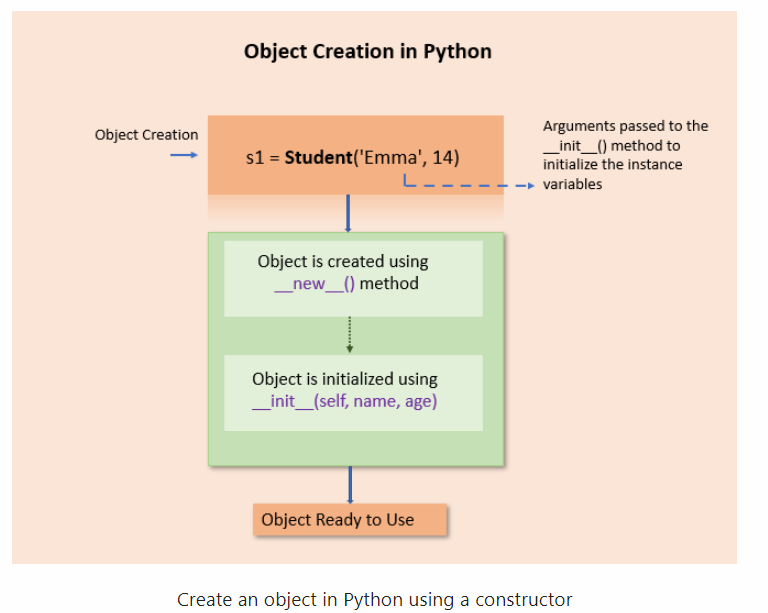 Object Creation in Python
Object Creation
s1 = Student('Emma', 14)
Arguments passed to the
__init__() method to
initialize the instance
variables
Object is created using
__new__() method
Object is initialized using
__init__(self, name, age)
Object Ready to Use
Create an object in Python using a constructor